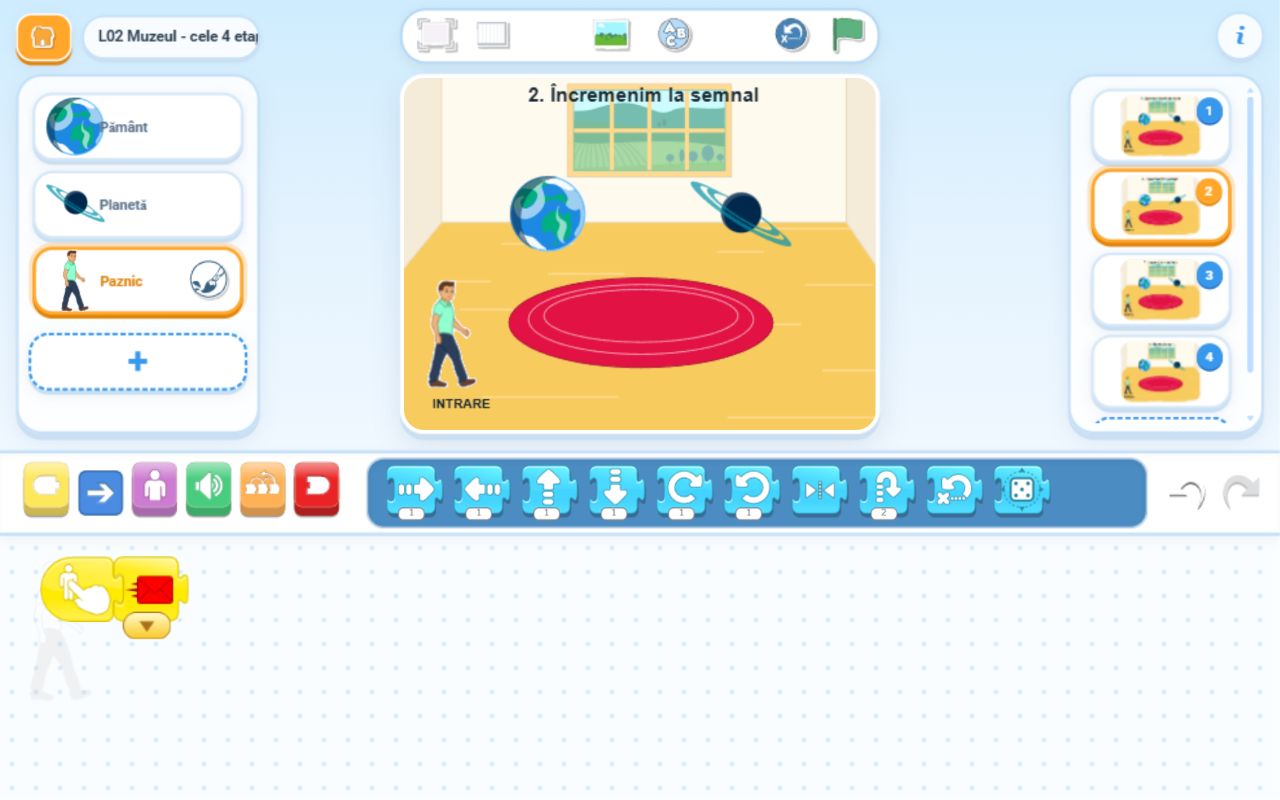 L02 Muzeul - cele 4 etap
A
B
C
x
i
Pământ
Planetă
Paznic
+
2. Încremenim la semnal
INTRARE
1
2
3
4
1
1
1
1
1
1
2
x